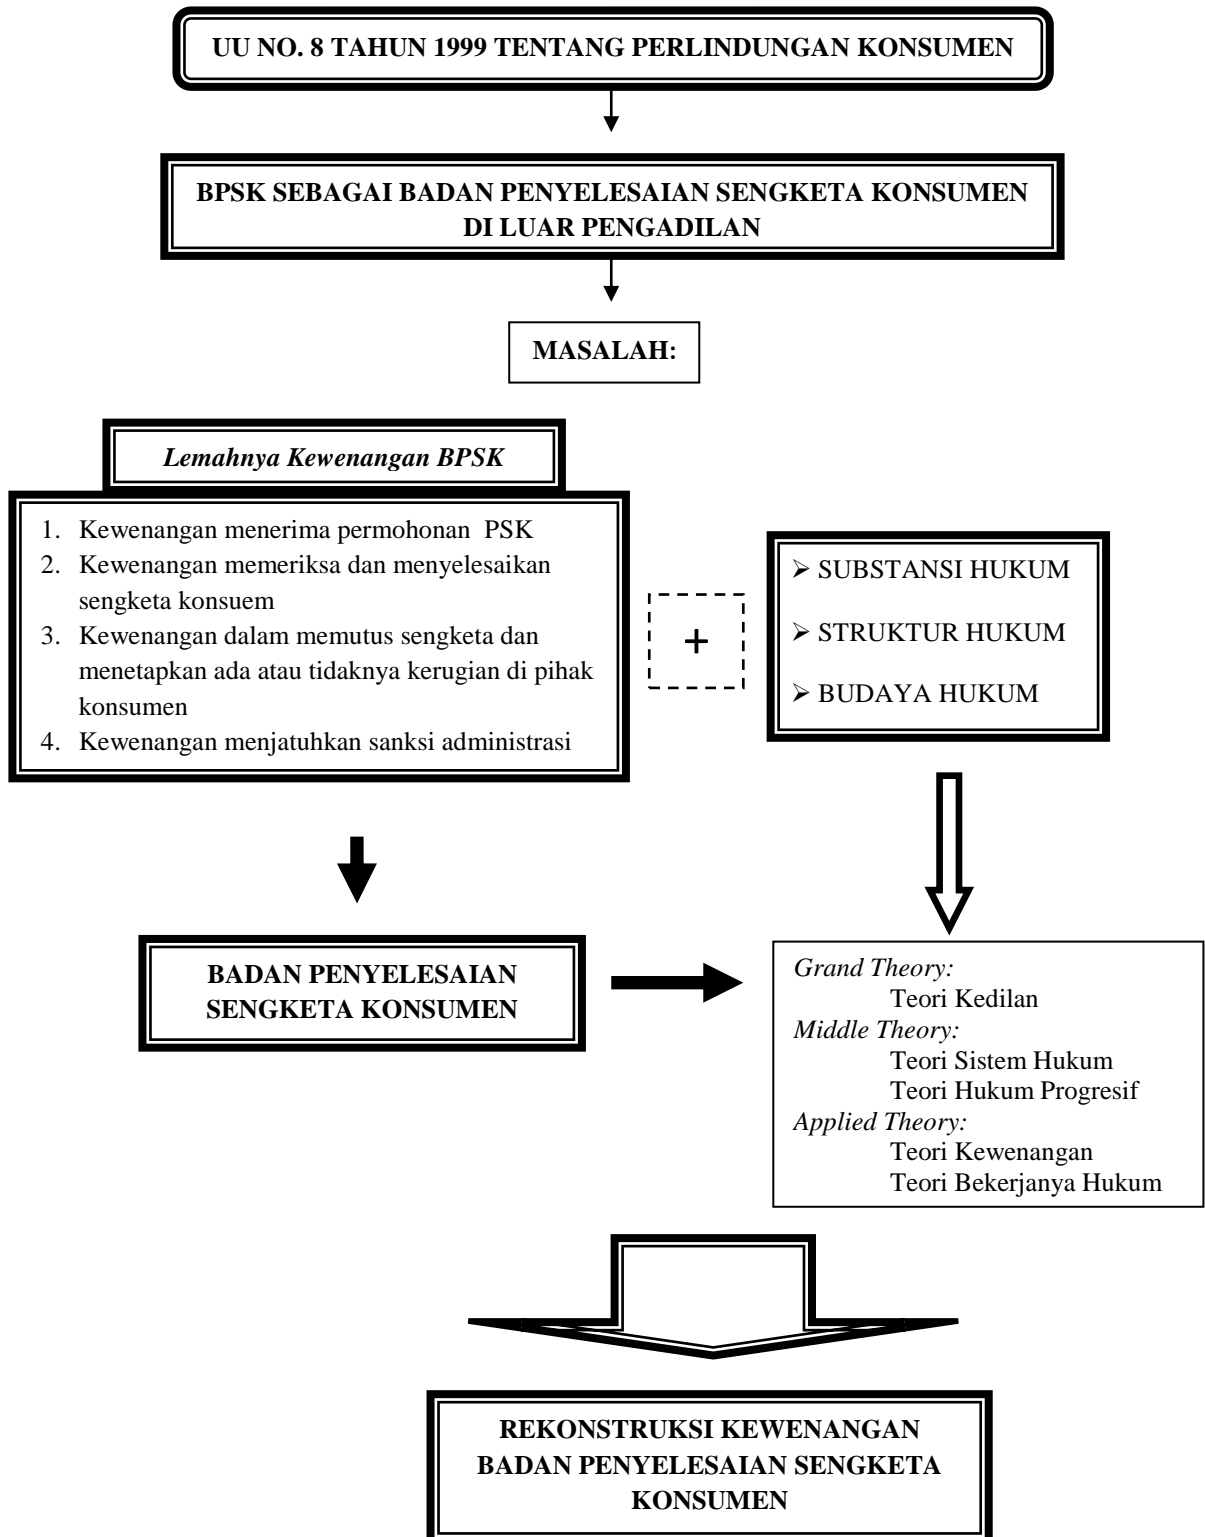 UU NO. 8 TAHUN 1999 TENTANG PERLINDUNGAN KONSUMEN
BPSK SEBAGAI BADAN PENYELESAIAN SENGKETA KONSUMEN
DI LUAR PENGADILAN
MASALAH:
Lemahnya Kewenangan BPSK
1. Kewenangan menerima permohonan PSK
2. Kewenangan memeriksa dan menyelesaikan
sengketa konsuem
3. Kewenangan dalam memutus sengketa dan
menetapkan ada atau tidaknya kerugian di pihak
konsumen
4. Kewenangan menjatuhkan sanksi administrasi
+
➢ SUBSTANSI HUKUM
➢ STRUKTUR HUKUM
➢ BUDAYA HUKUM
BADAN PENYELESAIAN
SENGKETA KONSUMEN
Grand Theory:
Teori Kedilan
Middle Theory:
Teori Sistem Hukum
Teori Hukum Progresif
Applied Theory:
Teori Kewenangan
Teori Bekerjanya Hukum
REKONSTRUKSI KEWENANGAN
BADAN PENYELESAIAN SENGKETA
KONSUMEN